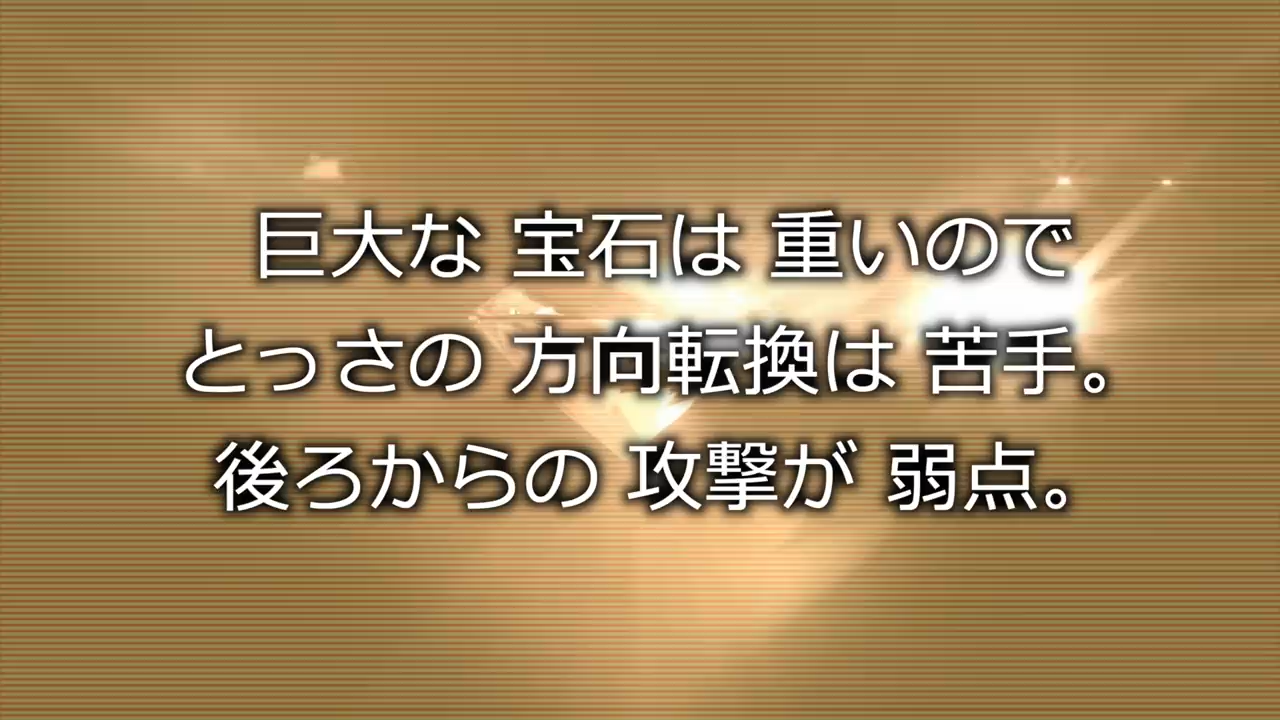 巨大な 宝石は 重いので
とっさの 方向転換は 苦手。
後ろからの 攻撃が 弱点。